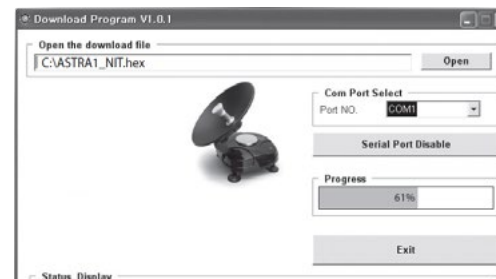 Download Program V1.0.1
Open the download file
C:\ASTRA1_NIT.hex
Open
Com Port Select
Port NO.
COM1
Serial Port Disable
Progress
61%
Exit
Status Display